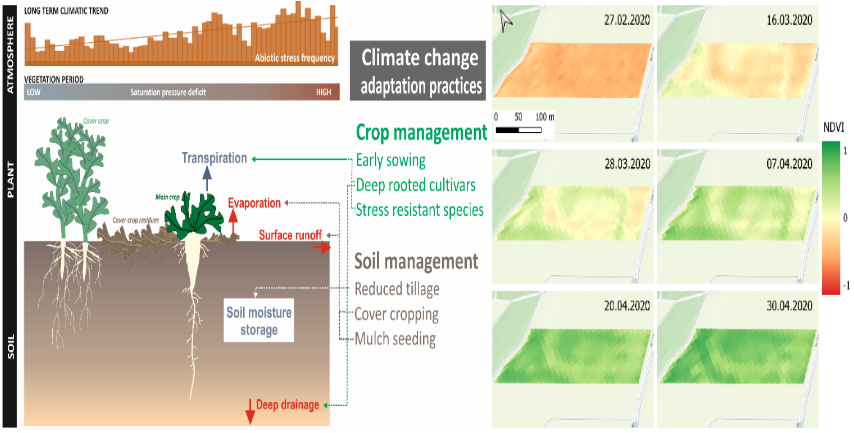 ATMOSPHERE
LONG TERM CLIMATIC TREND
Abiotic stress frequency
VEGETATION PERIOD
LOW
Saturation pressure deficit
HIGH
Climate change
adaptation practices
PLANT
Cover crop
Transpiration
Main crop
Evaporation
Cover crop residues
Surface runoff
Crop management
Early sowing
Deep rooted cultivars
Stress resistant species
SOIL
Soil moisture
storage
Deep drainage
Soil management
Reduced tillage
Cover cropping
Mulch seeding
27.02.2020
16.03.2020
0 50 100 m
28.03.2020
07.04.2020
20.04.2020
30.04.2020
NDVI
1
0
-1